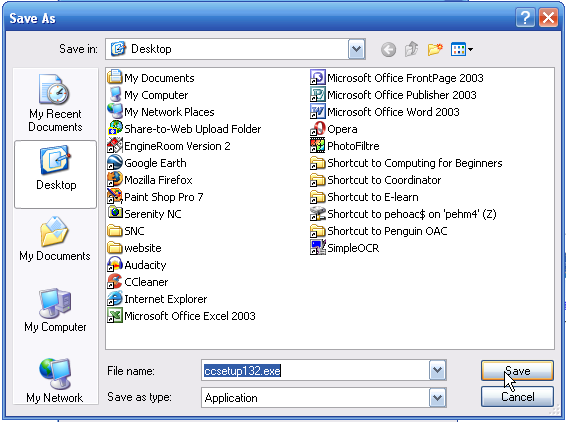 Save As
Save in:
Desktop
My Recent
Documents
Desktop
My Documents
My Computer
My Network
My Documents
My Computer
My Network Places
Share-to-Web Upload Folder
EngineRoom Version 2
Google Earth
Mozilla Firefox
Paint Shop Pro 7
Serenity NC
SNC
website
Audacity
CCleaner
Internet Explorer
Microsoft Office Excel 2003
Microsoft Office FrontPage 2003
Microsoft Office Publisher 2003
Microsoft Office Word 2003
Opera
PhotoFiltre
Shortcut to Computing for Beginners
Shortcut to Coordinator
Shortcut to E-learn
Shortcut to pehoac$ on 'pehm4' (Z)
Shortcut to Penguin OAC
SimpleOCR
File name:
ccsetup132.exe
Save
Save as type:
Application
Cancel